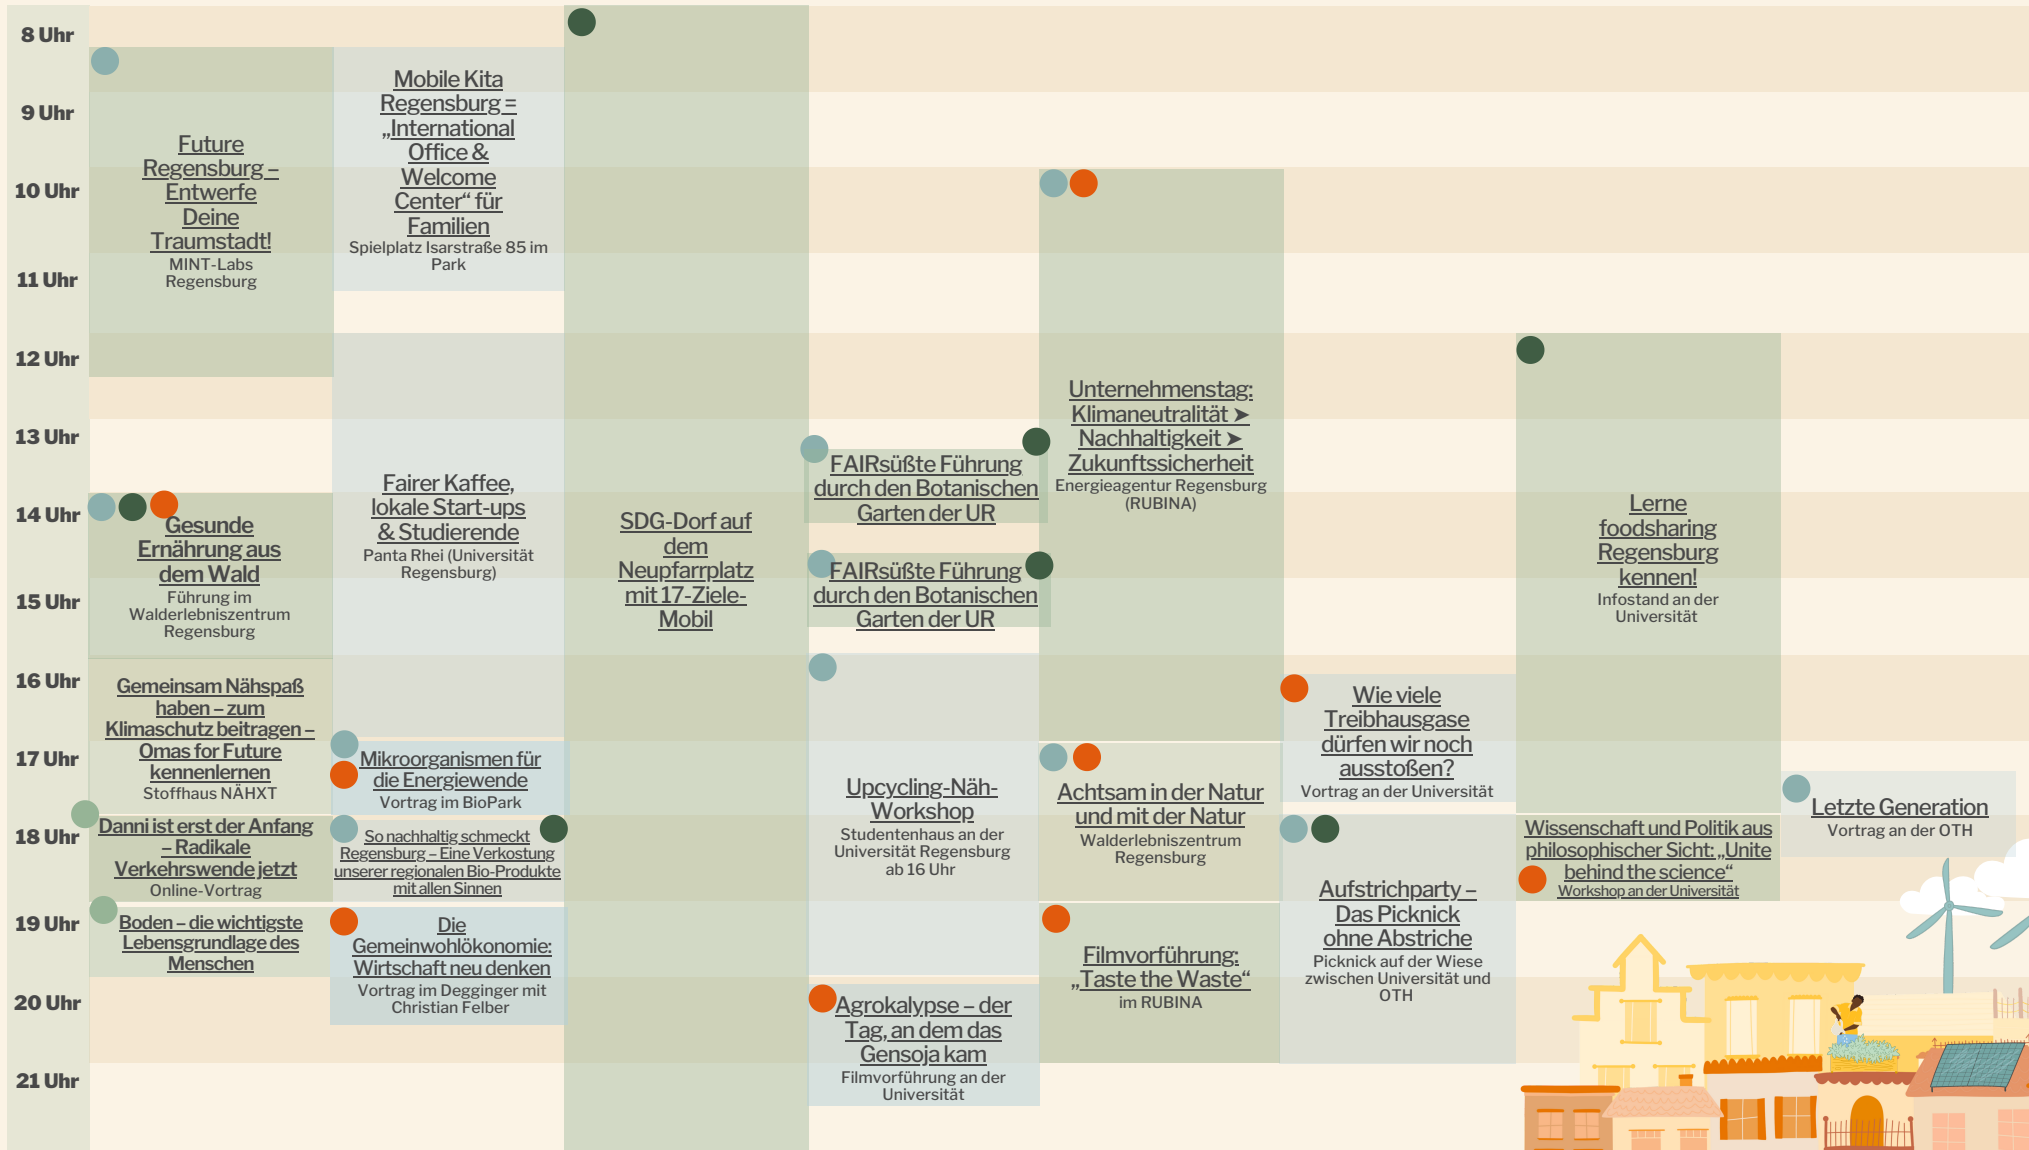 8 Uhr
9 Uhr
10 Uhr
11 Uhr
12 Uhr
13 Uhr
14 Uhr
15 Uhr
16 Uhr
17 Uhr
18 Uhr
19 Uhr
20 Uhr
21 Uhr
Future
Regensburg –
Entwerfe
Deine
Traumstadt!
MINT-Labs
Regensburg
Gesunde
Ernährung aus
dem Wald
Führung im
Walderlebniszentrum
Regensburg
Gemeinsam Nähspaß
haben – zum
Klimaschutz beitragen –
Omas for Future
kennenlernen
Stoffhaus NÄHXT
Danni ist erst der Anfang
– Radikale
Verkehrswende jetzt
Online-Vortrag
Boden – die wichtigste
Lebensgrundlage des
Menschen
Mobile Kita
Regensburg =
„International
Office &
Welcome
Center“ für
Familien
Spielplatz Isarstraße 85 im
Park
Fairer Kaffee,
lokale Start-ups
& Studierende
Panta Rhei (Universität
Regensburg)
Mikroorganismen für
die Energiewende
Vortrag im BioPark
So nachhaltig schmeckt
Regensburg – Eine Verkostung
unserer regionalen Bio-Produkte
mit allen Sinnen
Die
Gemeinwohlökonomie:
Wirtschaft neu denken
Vortrag im Degginger mit
Christian Felber
SDG-Dorf auf
dem
Neupfarrplatz
mit 17-Ziele-
Mobil
FAIRsüßte Führung
durch den Botanischen
Garten der UR
FAIRsüßte Führung
durch den Botanischen
Garten der UR
Upcycling-Näh-
Workshop
Studentenhaus an der
Universität Regensburg
ab 16 Uhr
Agrokalypse – der
Tag, an dem das
Gensoja kam
Filmvorführung an der
Universität
Unternehmenstag:
Klimaneutralität ➤
Nachhaltigkeit ➤
Zukunftssicherheit
Energieagentur Regensburg
(RUBINA)
Achtsam in der Natur
und mit der Natur
Walderlebniszentrum
Regensburg
Filmvorführung:
„Taste the Waste“
im RUBINA
Wie viele
Treibhausgase
dürfen wir noch
ausstoßen?
Vortrag an der Universität
Aufstrichparty –
Das Picknick
ohne Abstriche
Picknick auf der Wiese
zwischen Universität und
OTH
Lerne
foodsharing
Regensburg
kennen!
Infostand an der
Universität
Wissenschaft und Politik aus
philosophischer Sicht: „Unite
behind the science“
Workshop an der Universität
Letzte Generation
Vortrag an der OTH